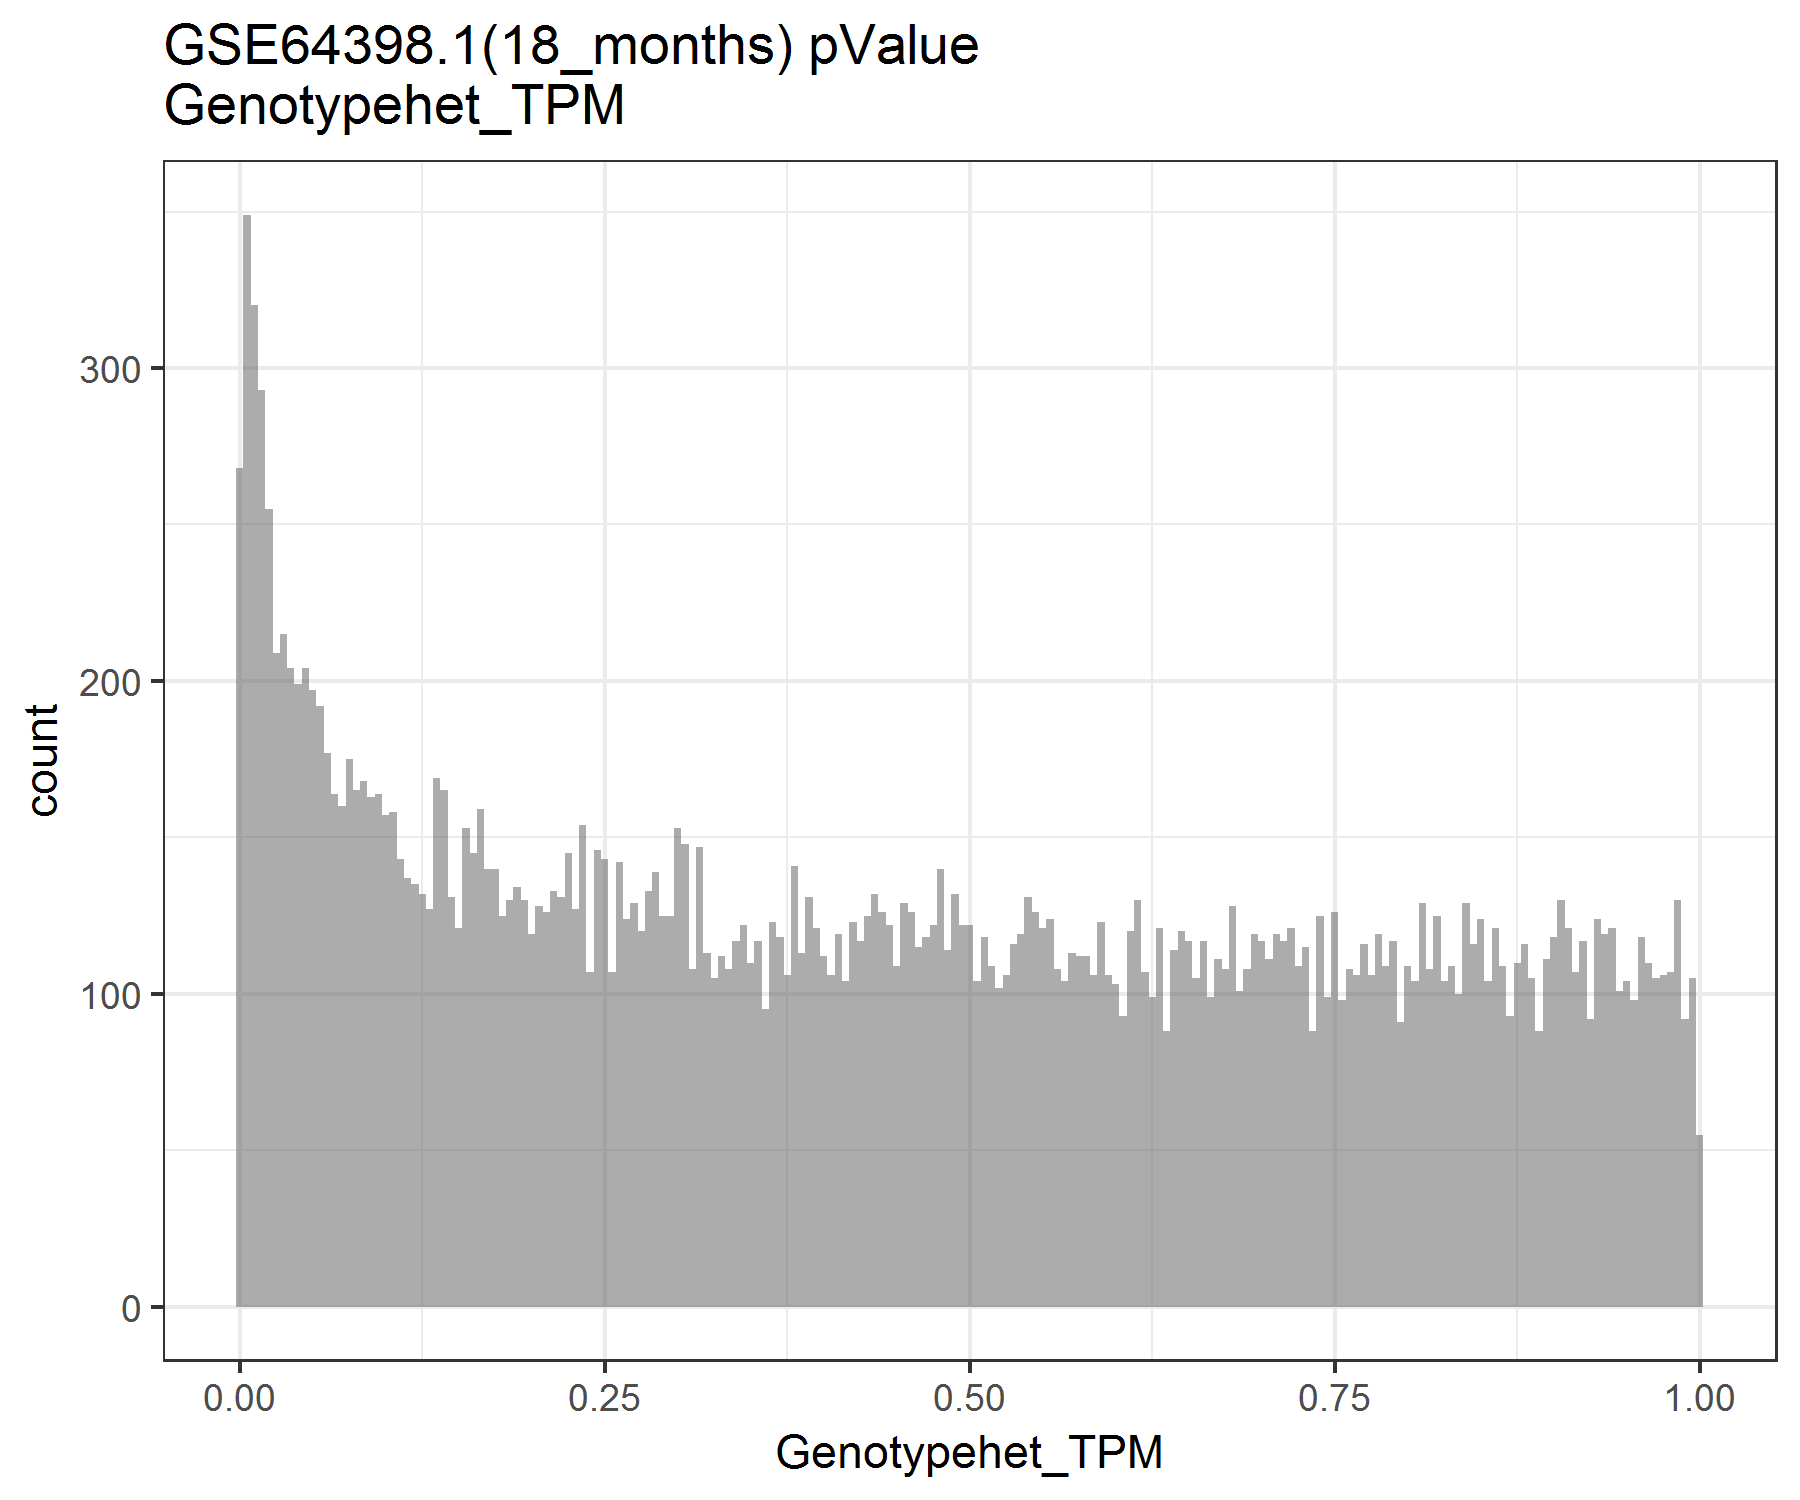 GSE64398.1(18_months) pValue
Genotypehet_TPM
300
200
100
0
count
0.00 0.25 0.50 0.75 1.00
Genotypehet_TPM